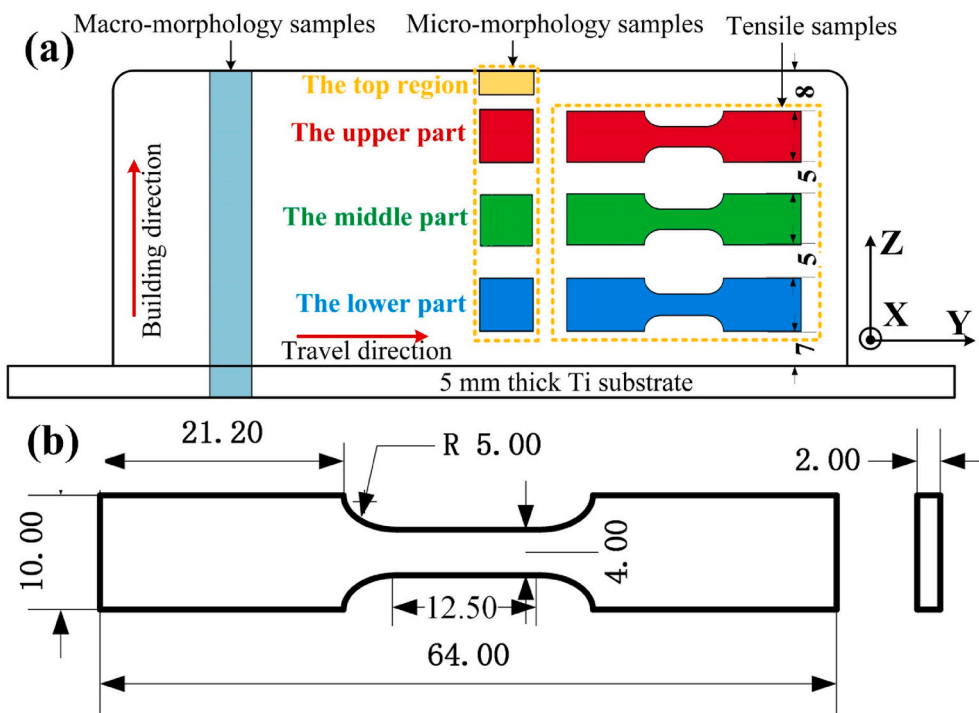 (a)
Macro-morphology samples
Micro-morphology samples
Tensile samples
The top region
The upper part
The middle part
The lower part
Building direction
Travel direction
8
5
5
7
Z
X
Y
5 mm thick Ti substrate
(b)
21.20
R 5.00
2.00
10.00
4.00
12.50
64.00